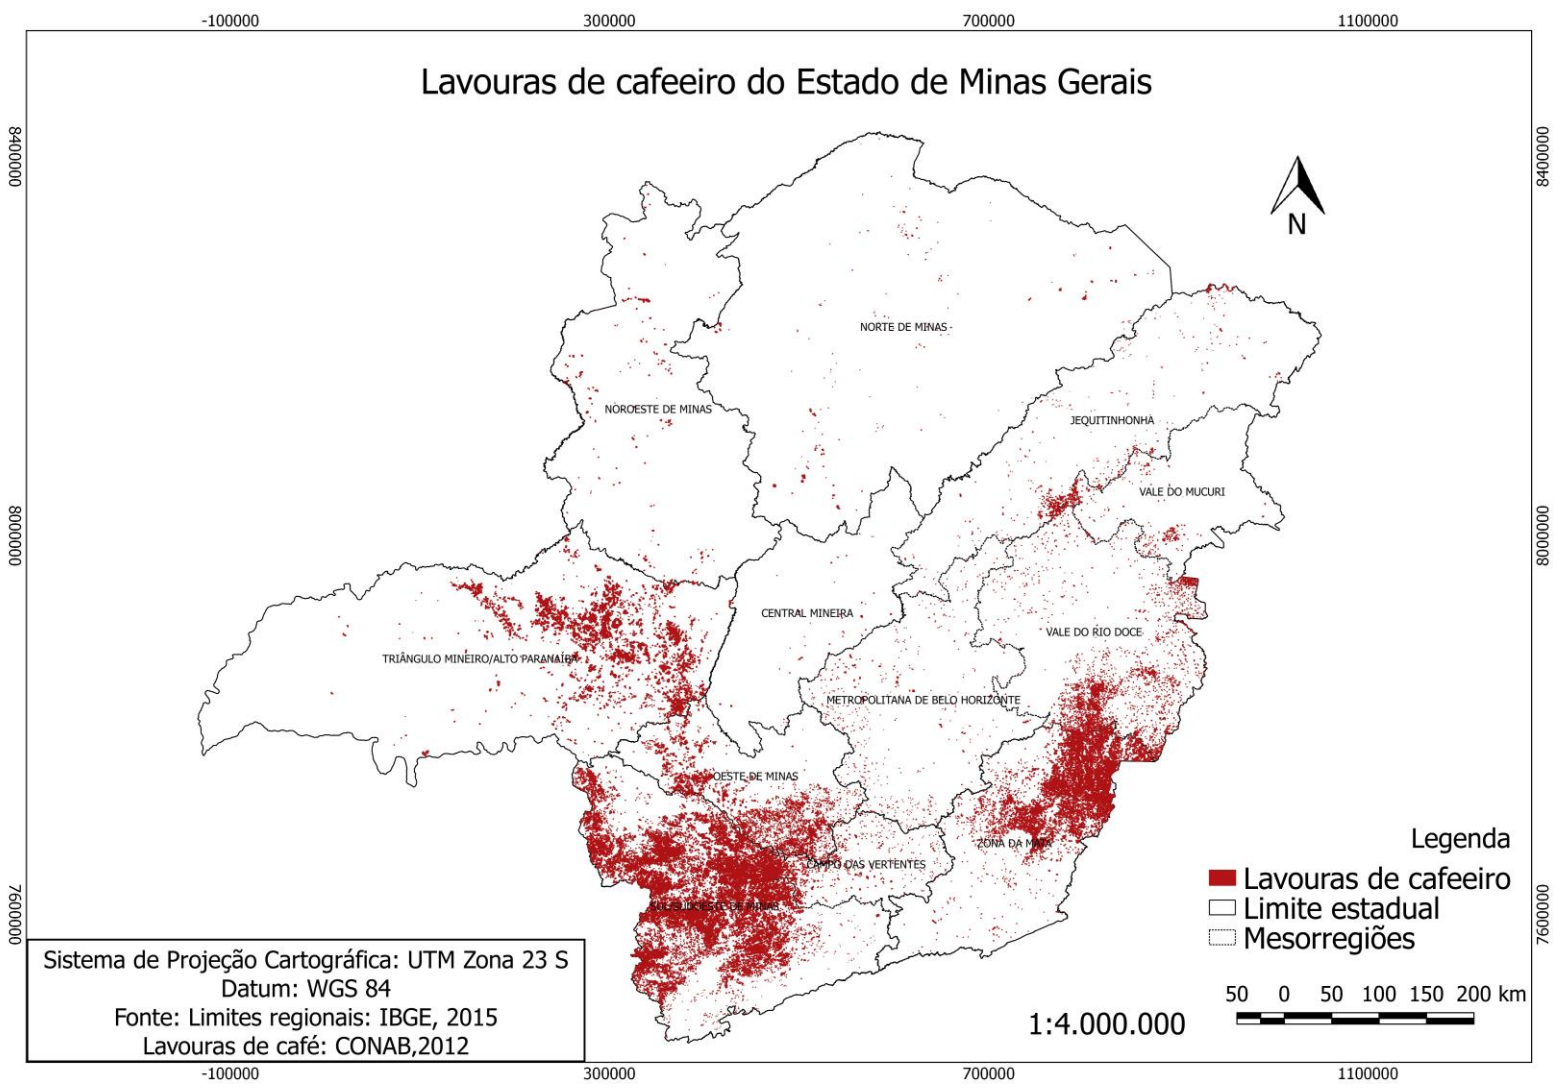 -100000 300000 700000 1100000
Lavouras de cafeeiro do Estado de Minas Gerais
8400000 8400000
N
NORTE DE MINAS
NOROESTE DE MINAS
JEQUITINHONHA
VALE DO MUCURI
8000000 8000000
CENTRAL MINEIRA
VALE DO RIO DOCE
TRIÂNGULO MINEIRO/ALTO PARANAÍBA
METROPOLITANA DE BELO HORIZONTE
OESTE DE MINAS
ZONA DA MATA
CAMPO DAS VERTENTES
SUL/SUDOESTE DE MINAS
7600000 7600000
Legenda
Lavouras de cafeeiro
Limite estadual
Mesorregiões
Sistema de Projeção Cartográfica: UTM Zona 23 S
Datum: WGS 84
Fonte: Limites regionais: IBGE, 2015
Lavouras de café: CONAB,2012
50 0 50 100 150 200 km
1:4.000.000
-100000 300000 700000 1100000